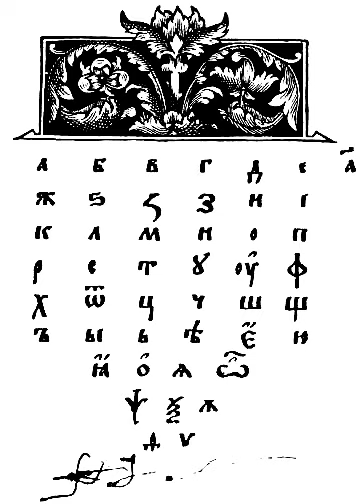 а҃
а б в г д е
ж ѕ ɀ з н і
к л м н о п
р с т ꙋ оу҆ ф
х ѿ ц ч ш щ
ъ ы ь ѣ є҆ ю
ꙗ҆ о҆ ѧ ѽ
ѱ ѯ ѧ
ѵ